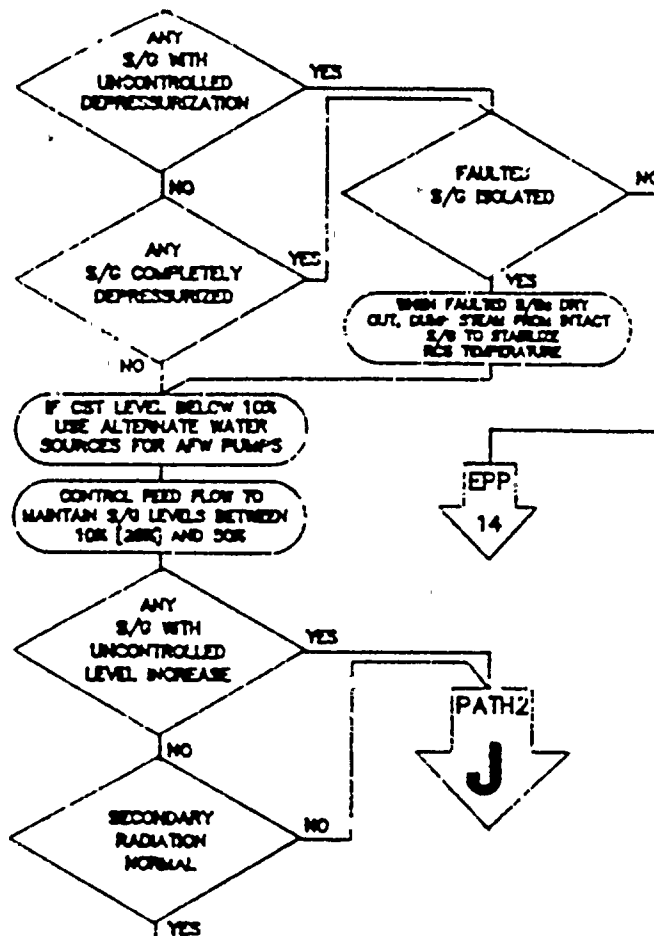 ANY
S/G WITH
UNCONTROLLED
DEPRESSURIZATION
YES
NO
FAULTED
S/G ISOLATED
NO
YES
ANY
S/G COMPLETELY
DEPRESSURIZED
YES
NO
WHEN FAULTED S/Gs DRY
OUT, DUMP STEAM FROM INTACT
S/G TO STABILIZE
RCS TEMPERATURE
IF CST LEVEL BELOW 10%
USE ALTERNATE WATER
SOURCES FOR AFW PUMPS
EPP
14
CONTROL FEED FLOW TO
MAINTAIN S/G LEVELS BETWEEN
10% AND 50%
ANY
S/G WITH
UNCONTROLLED
LEVEL INCREASE
YES
NO
PATH2
J
SECONDARY
RADIATION
NORMAL
NO
YES